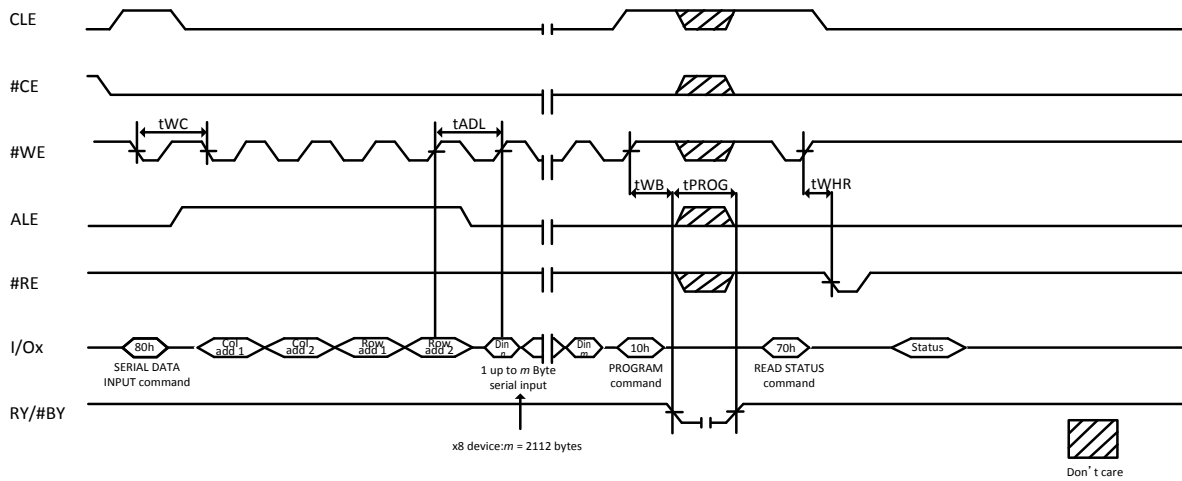 CLE
#CE
tWC
tADL
#WE
tWB
tPROG
tWHR
ALE
#RE
I/Ox
80h
Col
add 1
Col
add 2
Row
add 1
Row
add 2
Din
n
Din
m
10h
70h
Status
SERIAL DATA
INPUT command
1 up to m Byte
serial input
PROGRAM
command
READ STATUS
command
RY/#BY
x8 device:m = 2112 bytes
Don’t care